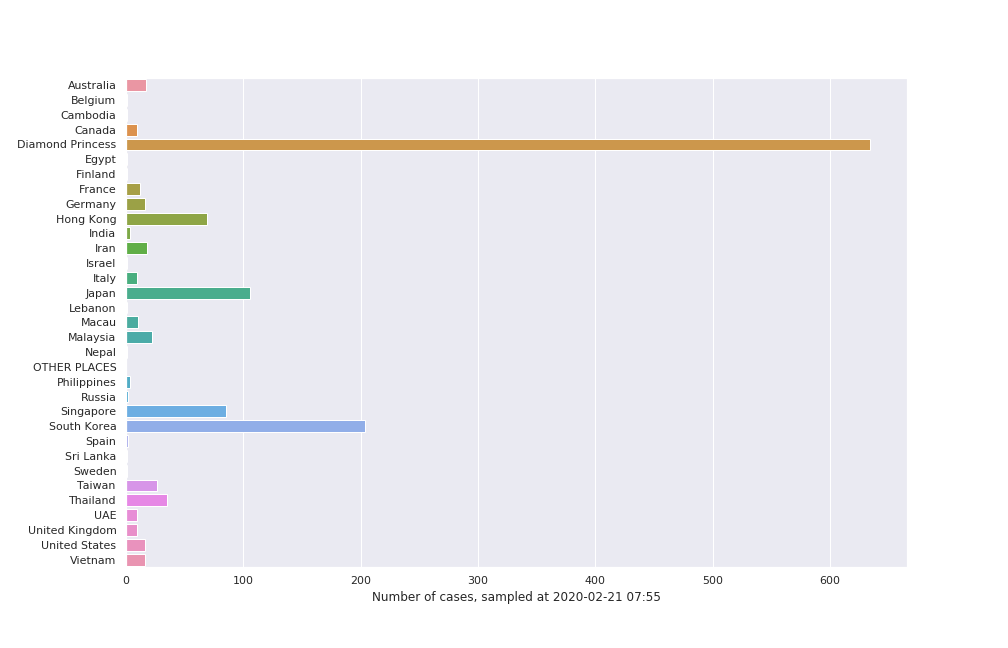 Australia
Belgium
Cambodia
Canada
Diamond Princess
Egypt
Finland
France
Germany
Hong Kong
India
Iran
Israel
Italy
Japan
Lebanon
Macau
Malaysia
Nepal
OTHER PLACES
Philippines
Russia
Singapore
South Korea
Spain
Sri Lanka
Sweden
Taiwan
Thailand
UAE
United Kingdom
United States
Vietnam
0 100 200 300 400 500 600
Number of cases, sampled at 2020-02-21 07:55